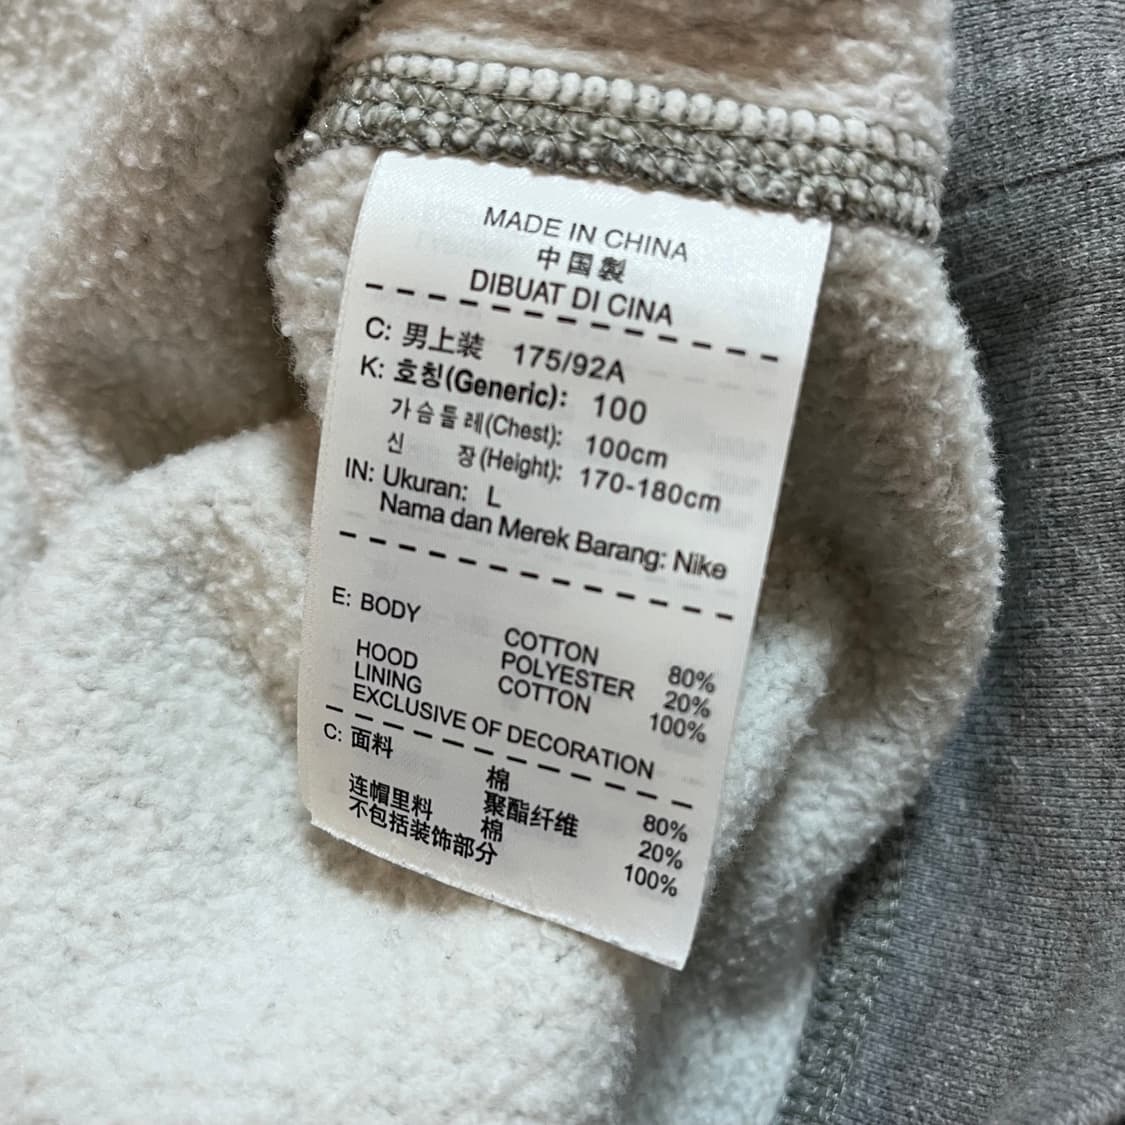 MADE IN CHINA
中国製
DIBUAT DI CINA
C: 男上装 175/92A
K: 호칭(Generic): 100
가슴둘레(Chest): 100cm
신 장(Height): 170-180cm
IN: Ukuran: L
Nama dan Merek Barang: Nike
E: BODY COTTON 80%
POLYESTER 20%
HOOD LINING COTTON 100%
EXCLUSIVE OF DECORATION
C: 面料 棉 80%
聚酯纤维 20%
连帽里料 棉 100%
不包括装饰部分